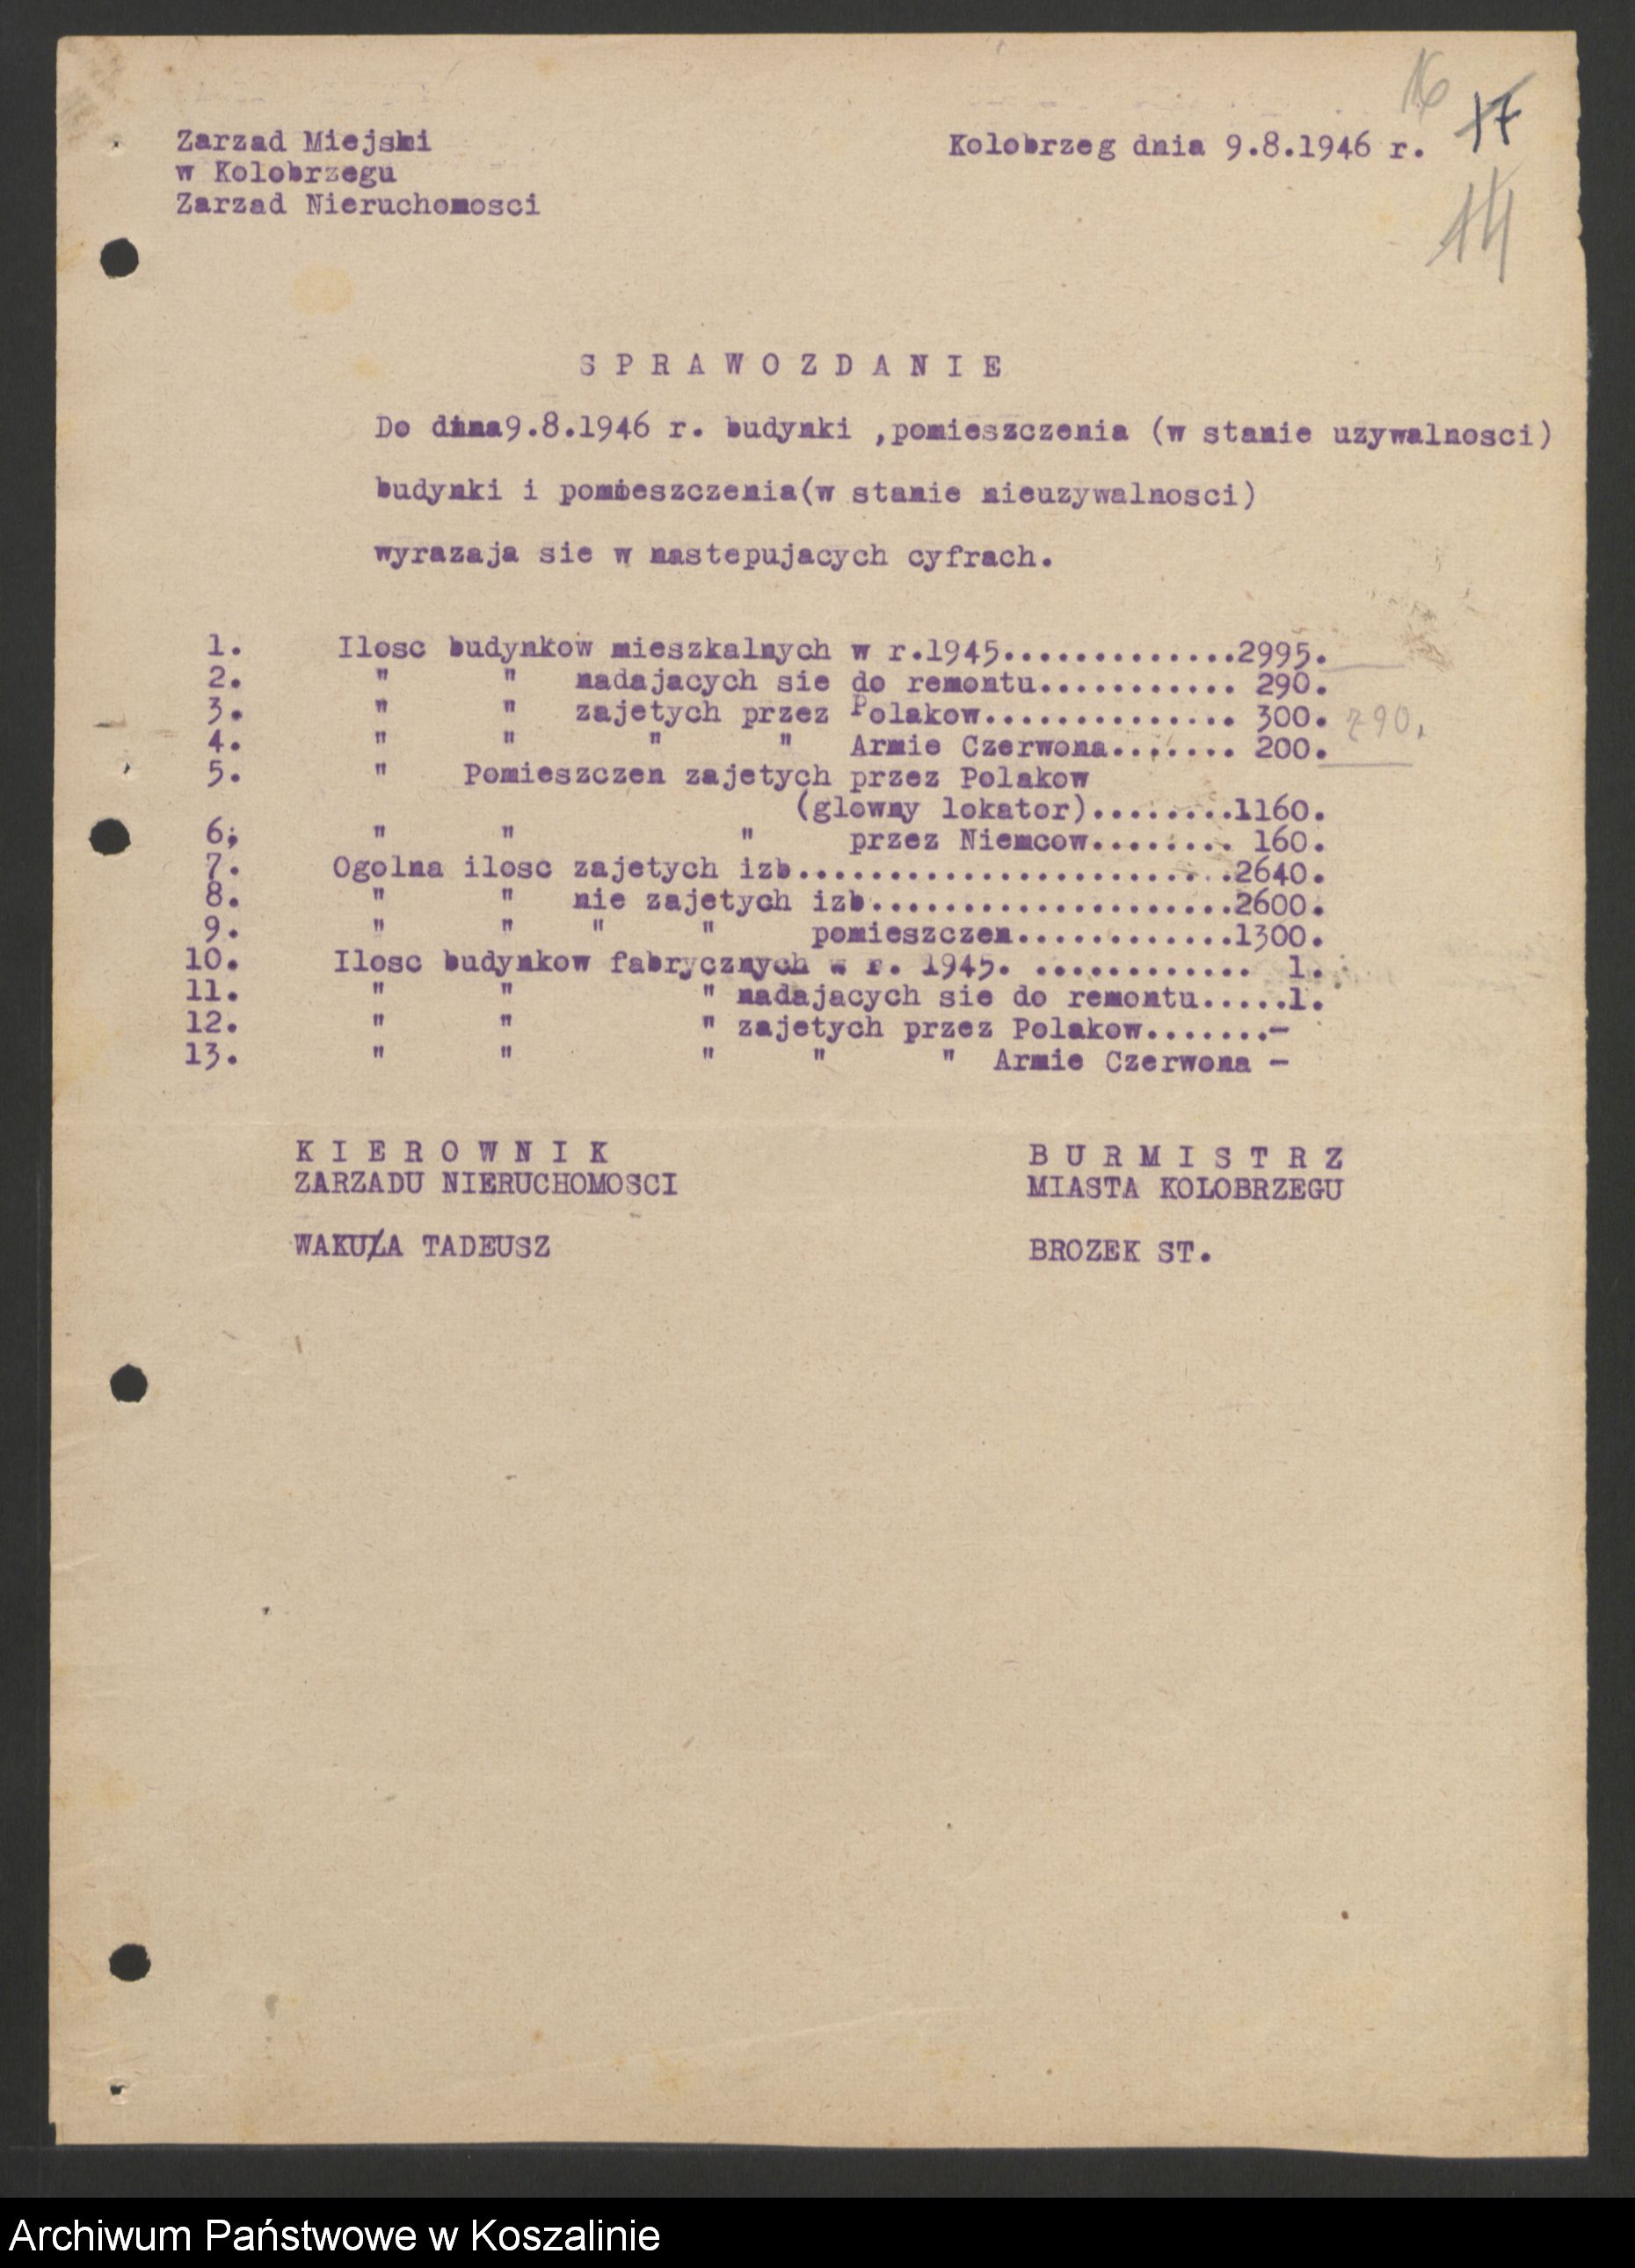 16
17
14
Zarzad Miejski
w Kolobrzegu
Zarzad Nieruchomosci
Kolobrzeg dnia 9.8.1946 r.
S P R A W O Z D A N I E
Do dnia 9.8.1946 r. budynki ,pomieszczenia (w stanie uzywalnosci)
budynki i pomieszczenia(w stanie nieuzywalnosci)
wyrazaja sie w nastepujacych cyfrach.
1. Ilosc budynkow mieszkalnych w r.1945.............2995.
2. " " nadajacych sie do remontu........... 290.
3. " " zajetych przez Polakow.............. 300. 790.
4. " " " " Armie Czerwona....... 200.
5. " Pomieszczen zajetych przez Polakow
(glowny lokator)........1160.
6; " " " przez Niemcow........ 160.
7. Ogolna ilosc zajetych izb........................2640.
8. " " nie zajetych izb....................2600.
9. " " " " pomieszczen............1300.
10. Ilosc budynkow fabrycznych w r. 1945. ............ 1.
11. " " " nadajacych sie do remontu.....1.
12. " " " zajetych przez Polakow.......-
13. " " " " " Armie Czerwona -
K I E R O W N I K
ZARZADU NIERUCHOMOSCI
WAKUŁA TADEUSZ
B U R M I S T R Z
MIASTA KOLOBRZEGU
BROZEK ST.
Archiwum Państwowe w Koszalinie